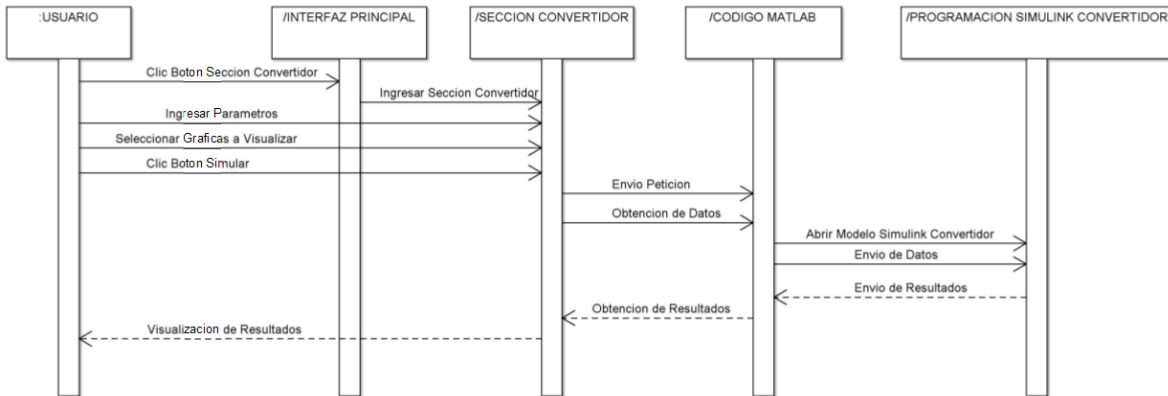 :USUARIO
/INTERFAZ PRINCIPAL
/SECCION CONVERTIDOR
/CODIGO MATLAB
/PROGRAMACION SIMULINK CONVERTIDOR
Clic Boton Seccion Convertidor
Ingresar Seccion Convertidor
Ingresar Parametros
Seleccionar Graficas a Visualizar
Clic Boton Simular
Envio Peticion
Obtencion de Datos
Abrir Modelo Simulink Convertidor
Envio de Datos
Envio de Resultados
Obtencion de Resultados
Visualizacion de Resultados